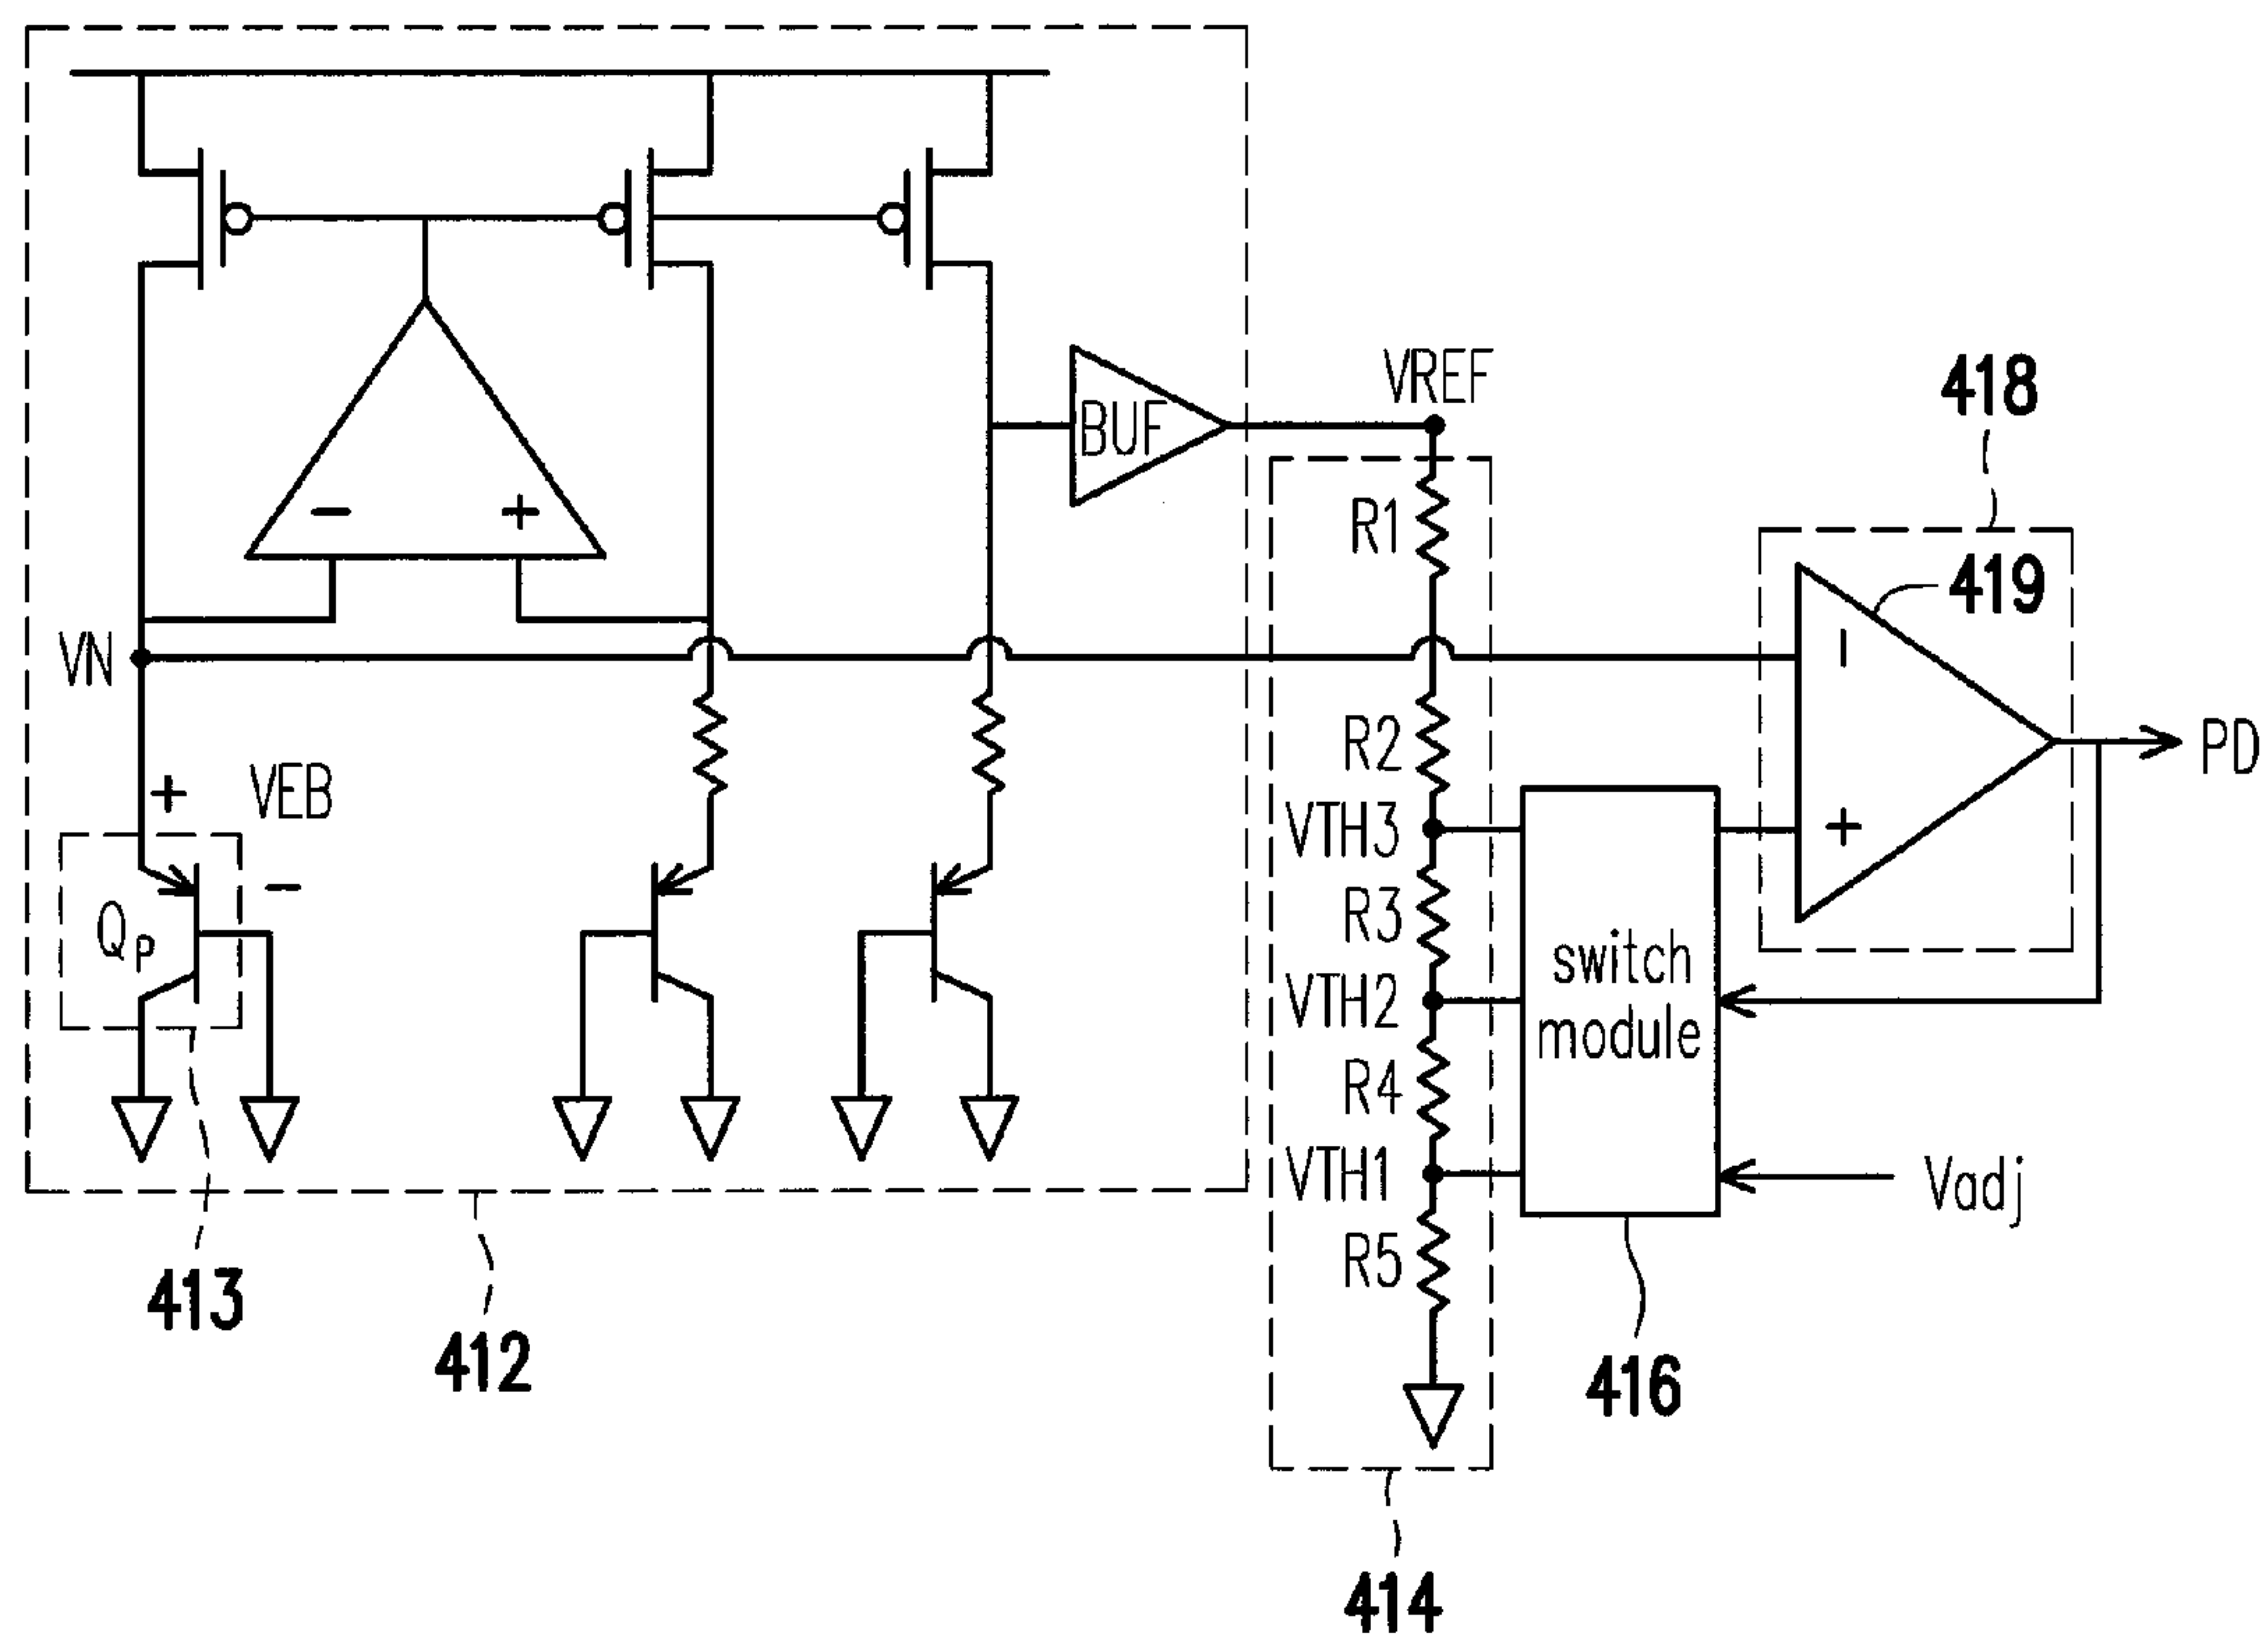 VREF
BUF
418
R1
419
−
+
VN
−
R2
PD
+
VEB
VTH3
+
−
QP
R3
switch
module
VTH2
R4
VTH1
Vadj
R5
413
412
416
414